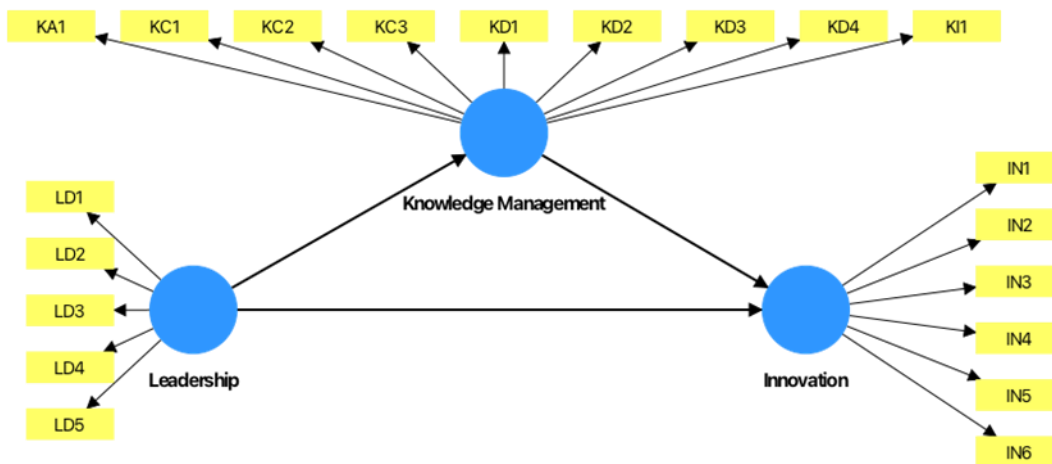 KA1 KC1 KC2 KC3 KD1 KD2 KD3 KD4 KI1
Knowledge Management
LD1
LD2
LD3
LD4
LD5
Leadership
IN1
IN2
IN3
IN4
IN5
IN6
Innovation